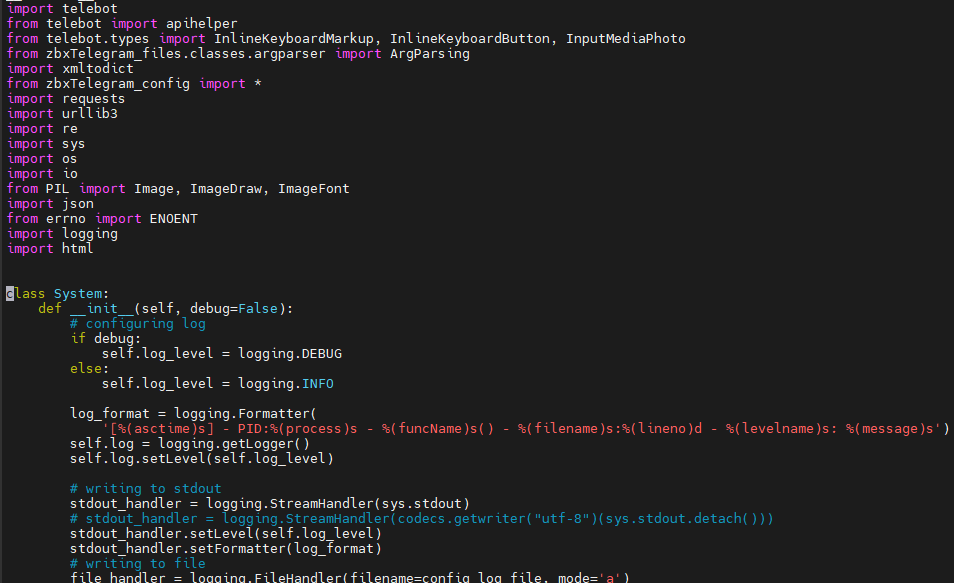 import telebot
from telebot import apihelper
from telebot.types import InlineKeyboardMarkup, InlineKeyboardButton, InputMediaPhoto
from zbxTelegram_files.classes.argparser import ArgParsing
import xmltodict
from zbxTelegram_config import *
import requests
import urllib3
import re
import sys
import os
import io
from PIL import Image, ImageDraw, ImageFont
import json
from errno import ENOENT
import logging
import html


class System:
    def __init__(self, debug=False):
        # configuring log
        if debug:
            self.log_level = logging.DEBUG
        else:
            self.log_level = logging.INFO

        log_format = logging.Formatter(
            '[%(asctime)s] - PID:%(process)s - %(funcName)s() - %(filename)s:%(lineno)d - %(levelname)s: %(message)s')
        self.log = logging.getLogger()
        self.log.setLevel(self.log_level)

        # writing to stdout
        stdout_handler = logging.StreamHandler(sys.stdout)
        # stdout_handler = logging.StreamHandler(codecs.getwriter("utf-8")(sys.stdout.detach()))
        stdout_handler.setLevel(self.log_level)
        stdout_handler.setFormatter(log_format)
        # writing to file
        file_handler = logging.FileHandler(filename=config_log_file, mode='a')